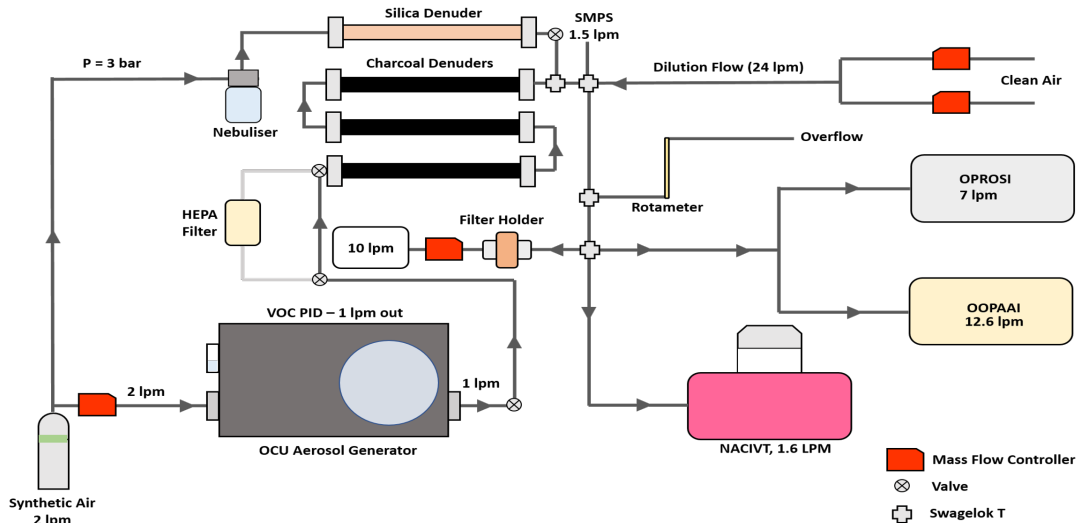 Silica Denuder
SMPS
1.5 lpm
P = 3 bar
Charcoal Denuders
Dilution Flow (24 lpm)
Clean Air
Nebuliser
Overflow
OPROSI
7 lpm
Rotameter
HEPA
Filter
Filter Holder
10 lpm
VOC PID – 1 lpm out
OOPAAI
12.6 lpm
2 lpm
1 lpm
OCU Aerosol Generator
NACIVT, 1.6 LPM
Mass Flow Controller
Valve
Swagelok T
Synthetic Air
2 lpm